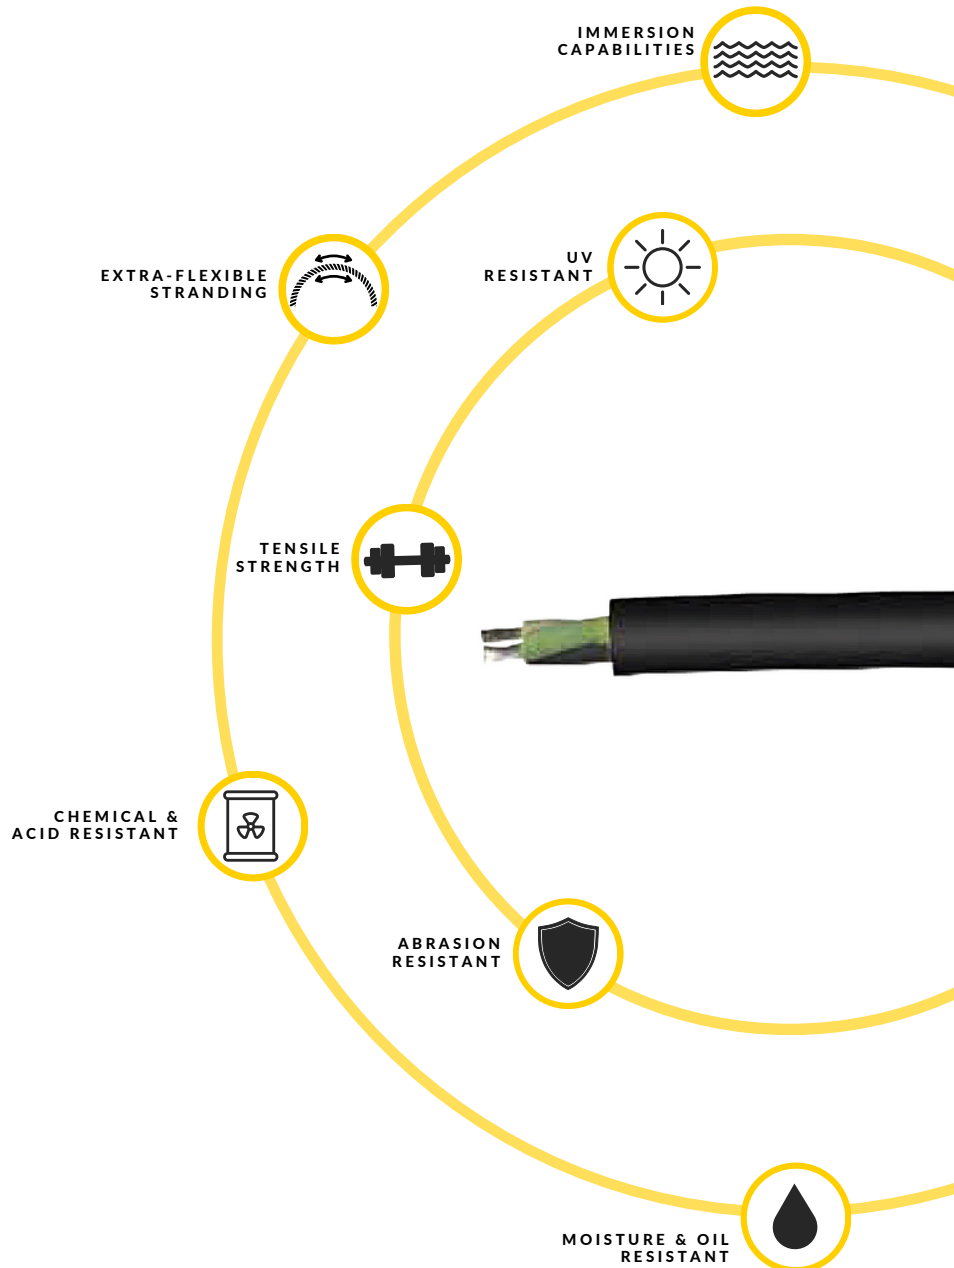 IMMERSION
CAPABILITIES
UV
RESISTANT
EXTRA-FLEXIBLE
STRANDING
TENSILE
STRENGTH
CHEMICAL &
ACID RESISTANT
ABRASION
RESISTANT
MOISTURE & OIL
RESISTANT